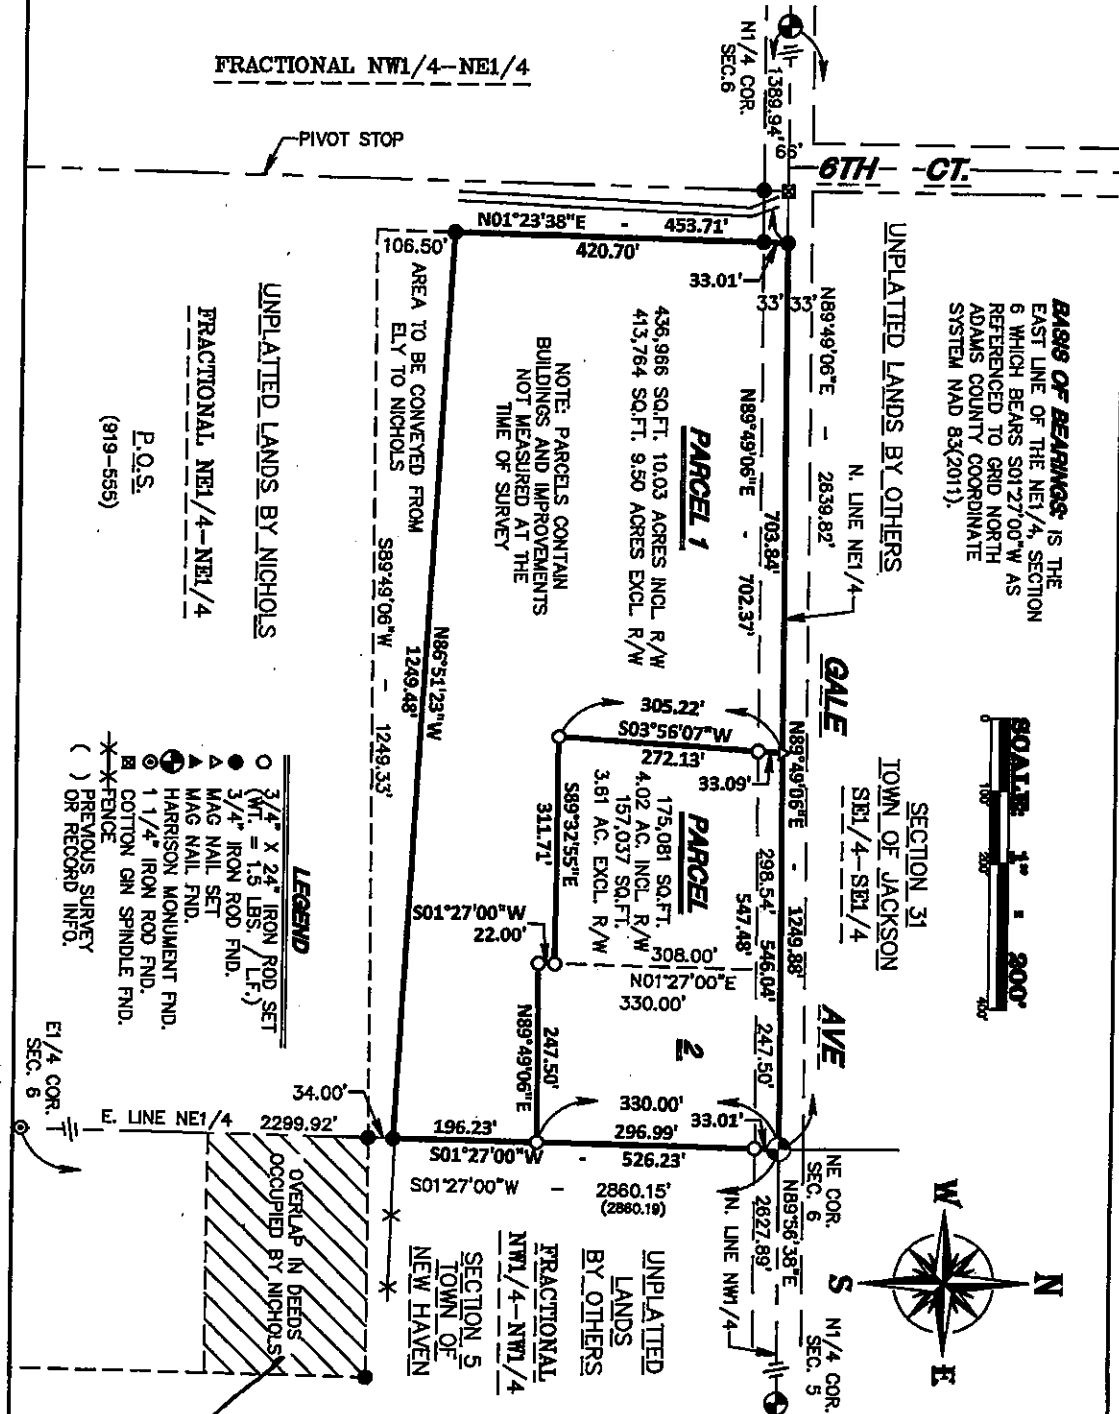 BASIS OF BEARINGS: IS THE
EAST LINE OF THE NE1/4, SECTION
6 WHICH BEARS S01°27'00"W AS
REFERENCED TO GRID NORTH
ADAMS COUNTY COORDINATE
SYSTEM NAD 83(2011).
SCALE: 1" = 200'
0
100'
200'
400'
N
W
E
S
N1/4 COR.
SEC.6
1389.94'
66'
6TH CT.
UNPLATTED LANDS BY OTHERS
N. LINE NE1/4
N89°49'06"E - 2639.82'
SECTION 31
TOWN OF JACKSON
SE1/4-SE1/4
GALE AVE
33'
33'
N89°49'06"E - 1249.88'
703.84'
N89°49'06"E - 702.37'
298.54'
547.48'
546.04'
247.50'
NE COR.
SEC. 6
N89°56'38"E
2627.89'
N. LINE NW1/4
N1/4 COR.
SEC. 5
FRACTIONAL NW1/4-NE1/4
PIVOT STOP
N01°23'38"E - 453.71'
420.70'
33.01'
106.50'
PARCEL 1
436,966 SQ.FT. 10.03 ACRES INCL. R/W
413,764 SQ.FT. 9.50 ACRES EXCL. R/W
NOTE: PARCELS CONTAIN
BUILDINGS AND IMPROVEMENTS
NOT MEASURED AT THE
TIME OF SURVEY
305.22'
S03°56'07"W
272.13'
33.09'
PARCEL
2
175,081 SQ.FT.
4.02 AC. INCL. R/W
157,037 SQ.FT.
3.61 AC. EXCL. R/W
S89°32'55"E
311.71'
S01°27'00"W
22.00'
308.00'
N01°27'00"E
330.00'
N89°49'06"E
247.50'
330.00'
33.01'
196.23'
296.99'
S01°27'00"W - 526.23'
S01°27'00"W - 2860.15'
(2860.19)
AREA TO BE CONVEYED FROM
ELY TO NICHOLS
N86°51'23"W
1249.48'
S89°49'06"W - 1249.33'
34.00'
UNPLATTED LANDS BY NICHOLS
FRACTIONAL NE1/4-NE1/4
P.O.S.
(919-555)
LEGEND
3/4" X 24" IRON ROD SET
(WT. = 1.5 LBS. / L.F.)
3/4" IRON ROD FND.
MAG NAIL SET
MAG NAIL FND.
HARRISON MONUMENT FND.
1 1/4" IRON ROD FND.
COTTON GIN SPINDLE FND.
FENCE
( ) PREVIOUS SURVEY
OR RECORD INFO.
E1/4 COR.
SEC. 6
E. LINE NE1/4
2299.92'
OVERLAP IN DEEDS
OCCUPIED BY NICHOLS
UNPLATTED
LANDS
BY OTHERS
FRACTIONAL
NW1/4-NW1/4
SECTION 5
TOWN OF
NEW HAVEN